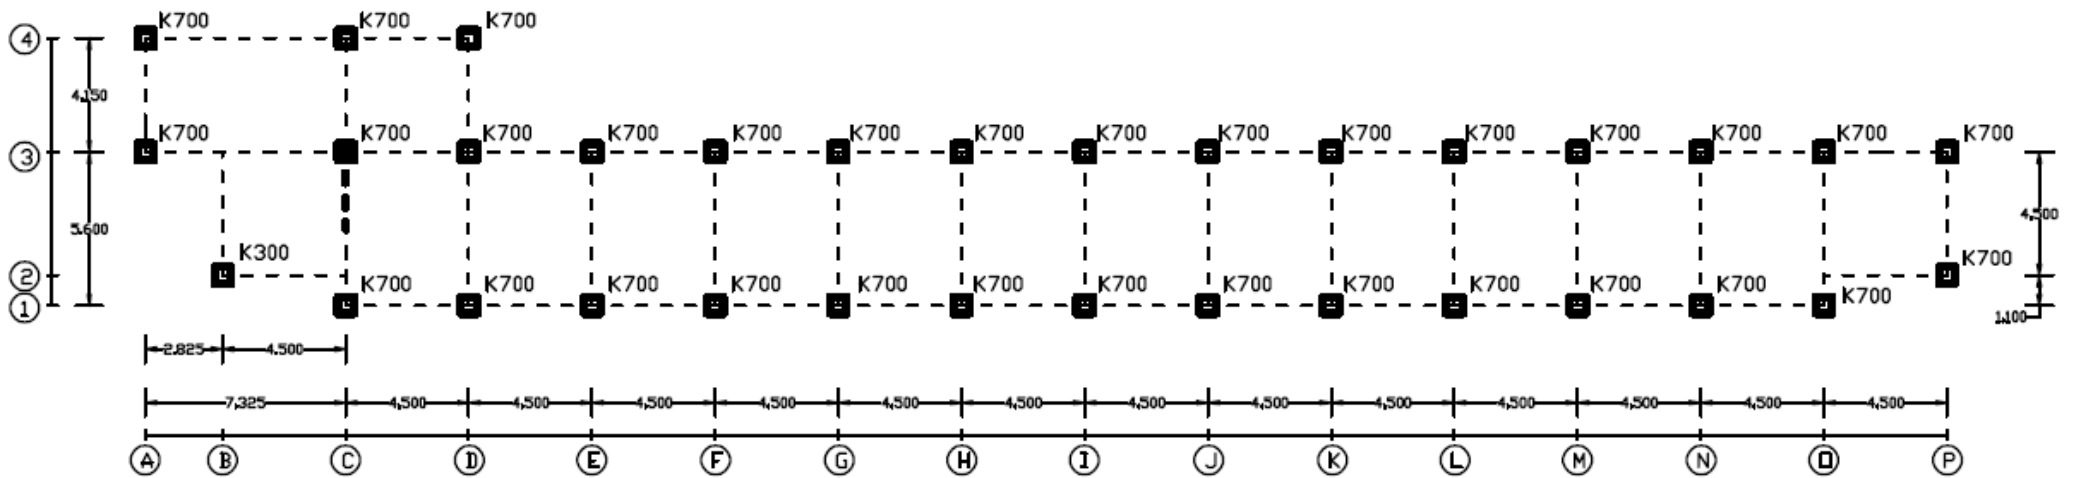 K700 K700 K700
4
4.150
K700 K700 K700 K700 K700 K700 K700 K700 K700 K700 K700 K700 K700 K700 K700
3
5.600 4,500
K300 K700
2
K700 K700 K700 K700 K700 K700 K700 K700 K700 K700 K700 K700 K700
1
1.100
2.825 4.500
7,325 4,500 4,500 4,500 4,500 4,500 4,500 4,500 4,500 4,500 4,500 4,500 4,500 4,500
A B C D E F G H I J K L M N O P